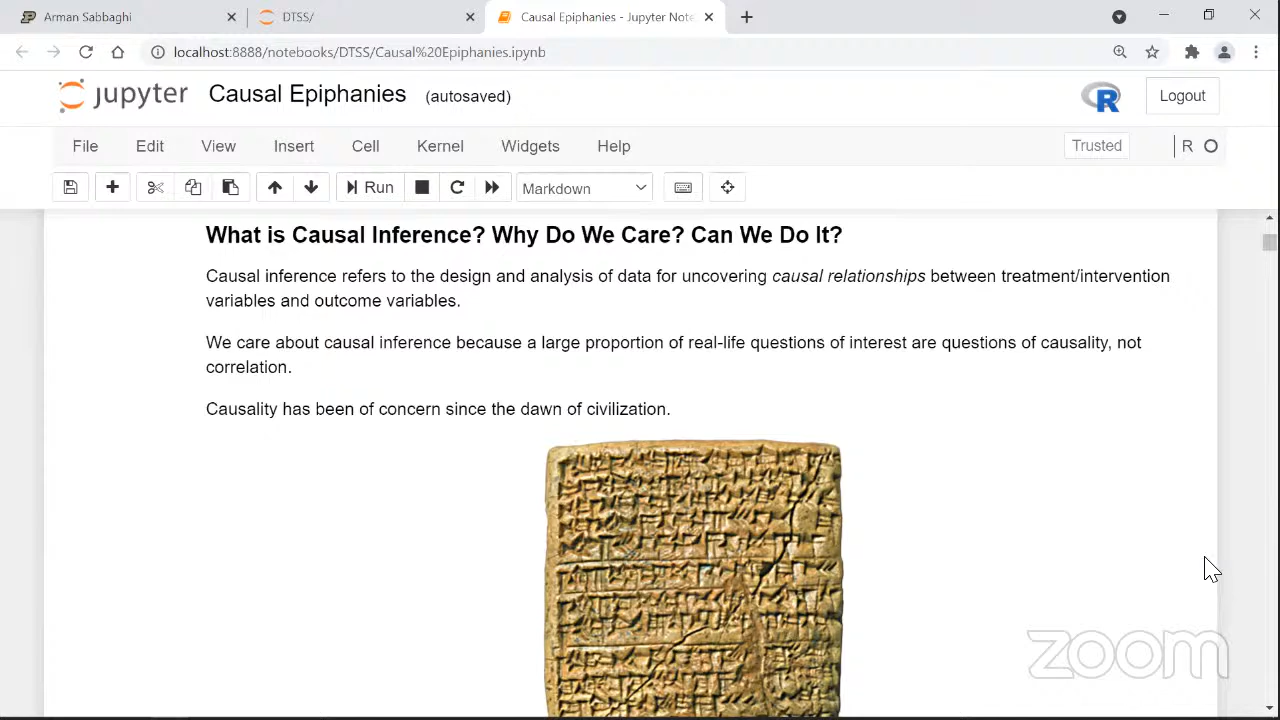 Arman Sabbaghi
DTSS/
Causal Epiphanies - Jupyter Note
localhost:8888/notebooks/DTSS/Causal%20Epiphanies.ipynb
jupyter Causal Epiphanies (autosaved)
R
Logout
File Edit View Insert Cell Kernel Widgets Help
Trusted
R
Run
Markdown
What is Causal Inference? Why Do We Care? Can We Do It?
Causal inference refers to the design and analysis of data for uncovering causal relationships between treatment/intervention
variables and outcome variables.
We care about causal inference because a large proportion of real-life questions of interest are questions of causality, not
correlation.
Causality has been of concern since the dawn of civilization.
zoom